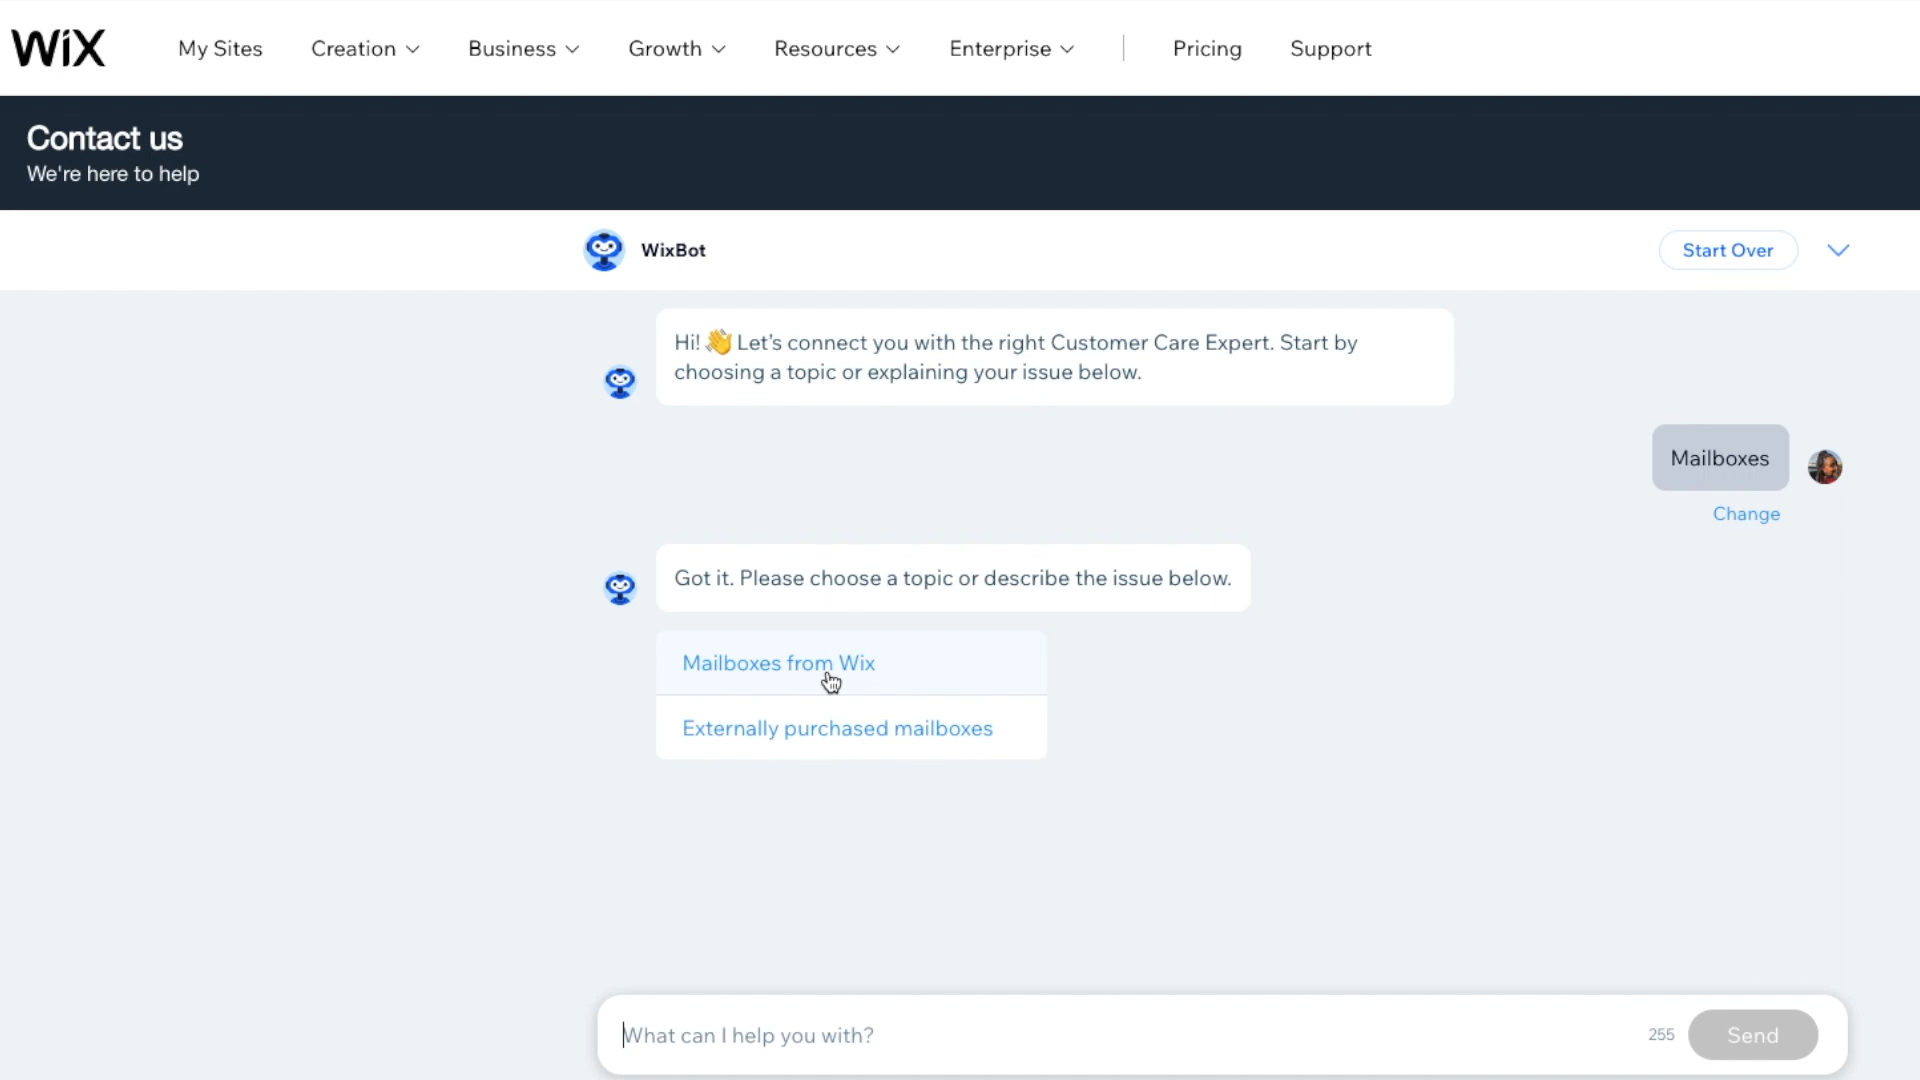 WiX
My Sites Creation Business Growth Resources Enterprise Pricing Support
Contact us
We're here to help
WixBot
Start Over
Hi! 👋 Let's connect you with the right Customer Care Expert. Start by
choosing a topic or explaining your issue below.
Mailboxes
Change
Got it. Please choose a topic or describe the issue below.
Mailboxes from Wix
Externally purchased mailboxes
What can I help you with?
255
Send